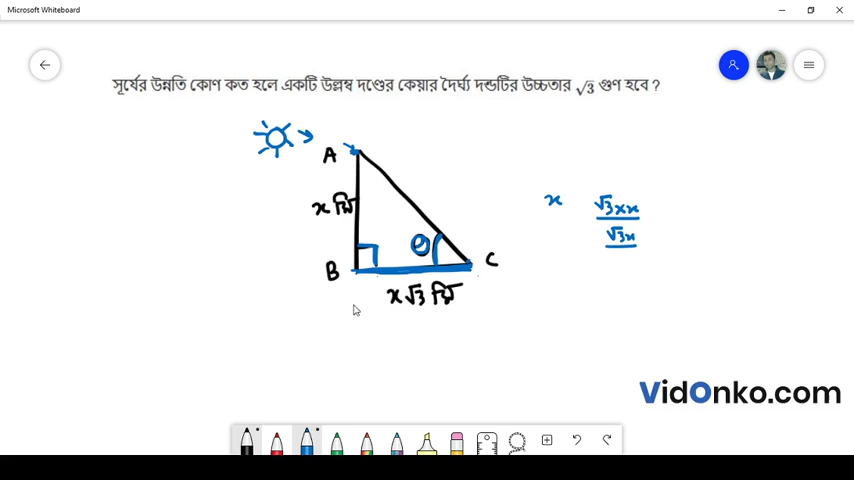 Microsoft Whiteboard
সূর্যের উন্নতি কোণ কত হলে একটি উল্লম্ব দণ্ডের কেয়ার দৈর্ঘ্য দন্ডটির উচ্চতার √3 গুণ হবে ?
A
x মি
x
√3 × x
√3x
θ
B
C
x√3 মি
VidOnko.com